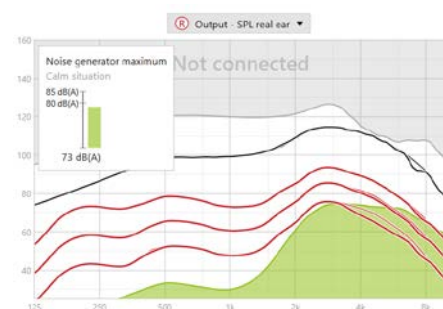 R Output - SPL real ear
160
Noise generator maximum
Calm situation
85 dB(A)
80 dB(A)
73 dB(A)
Not connected
140
120
100
80
60
40
125
250
500
1k
2k
4k
8k